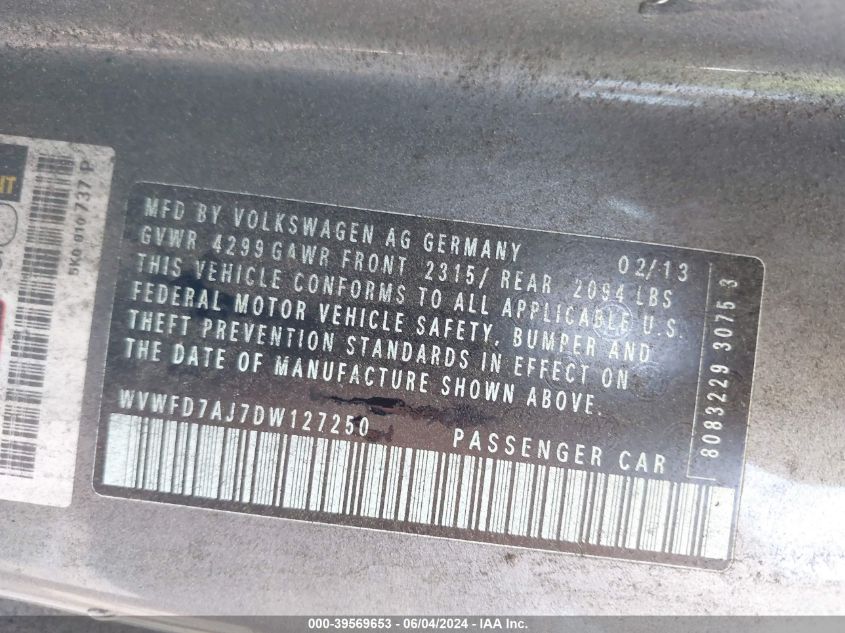 MFD BY VOLKSWAGEN AG GERMANY 02/13
GVWR 4299 GAWR FRONT 2315/ REAR 2094 LBS
THIS VEHICLE CONFORMS TO ALL APPLICABLE U.S.
FEDERAL MOTOR VEHICLE SAFETY, BUMPER AND
THEFT PREVENTION STANDARDS IN EFFECT ON
THE DATE OF MANUFACTURE SHOWN ABOVE.
WVWFD7AJ7DW127250 PASSENGER CAR
8083229 3075 3
5K0 010 737 P
000-39569653 - 06/04/2024 - IAA Inc.